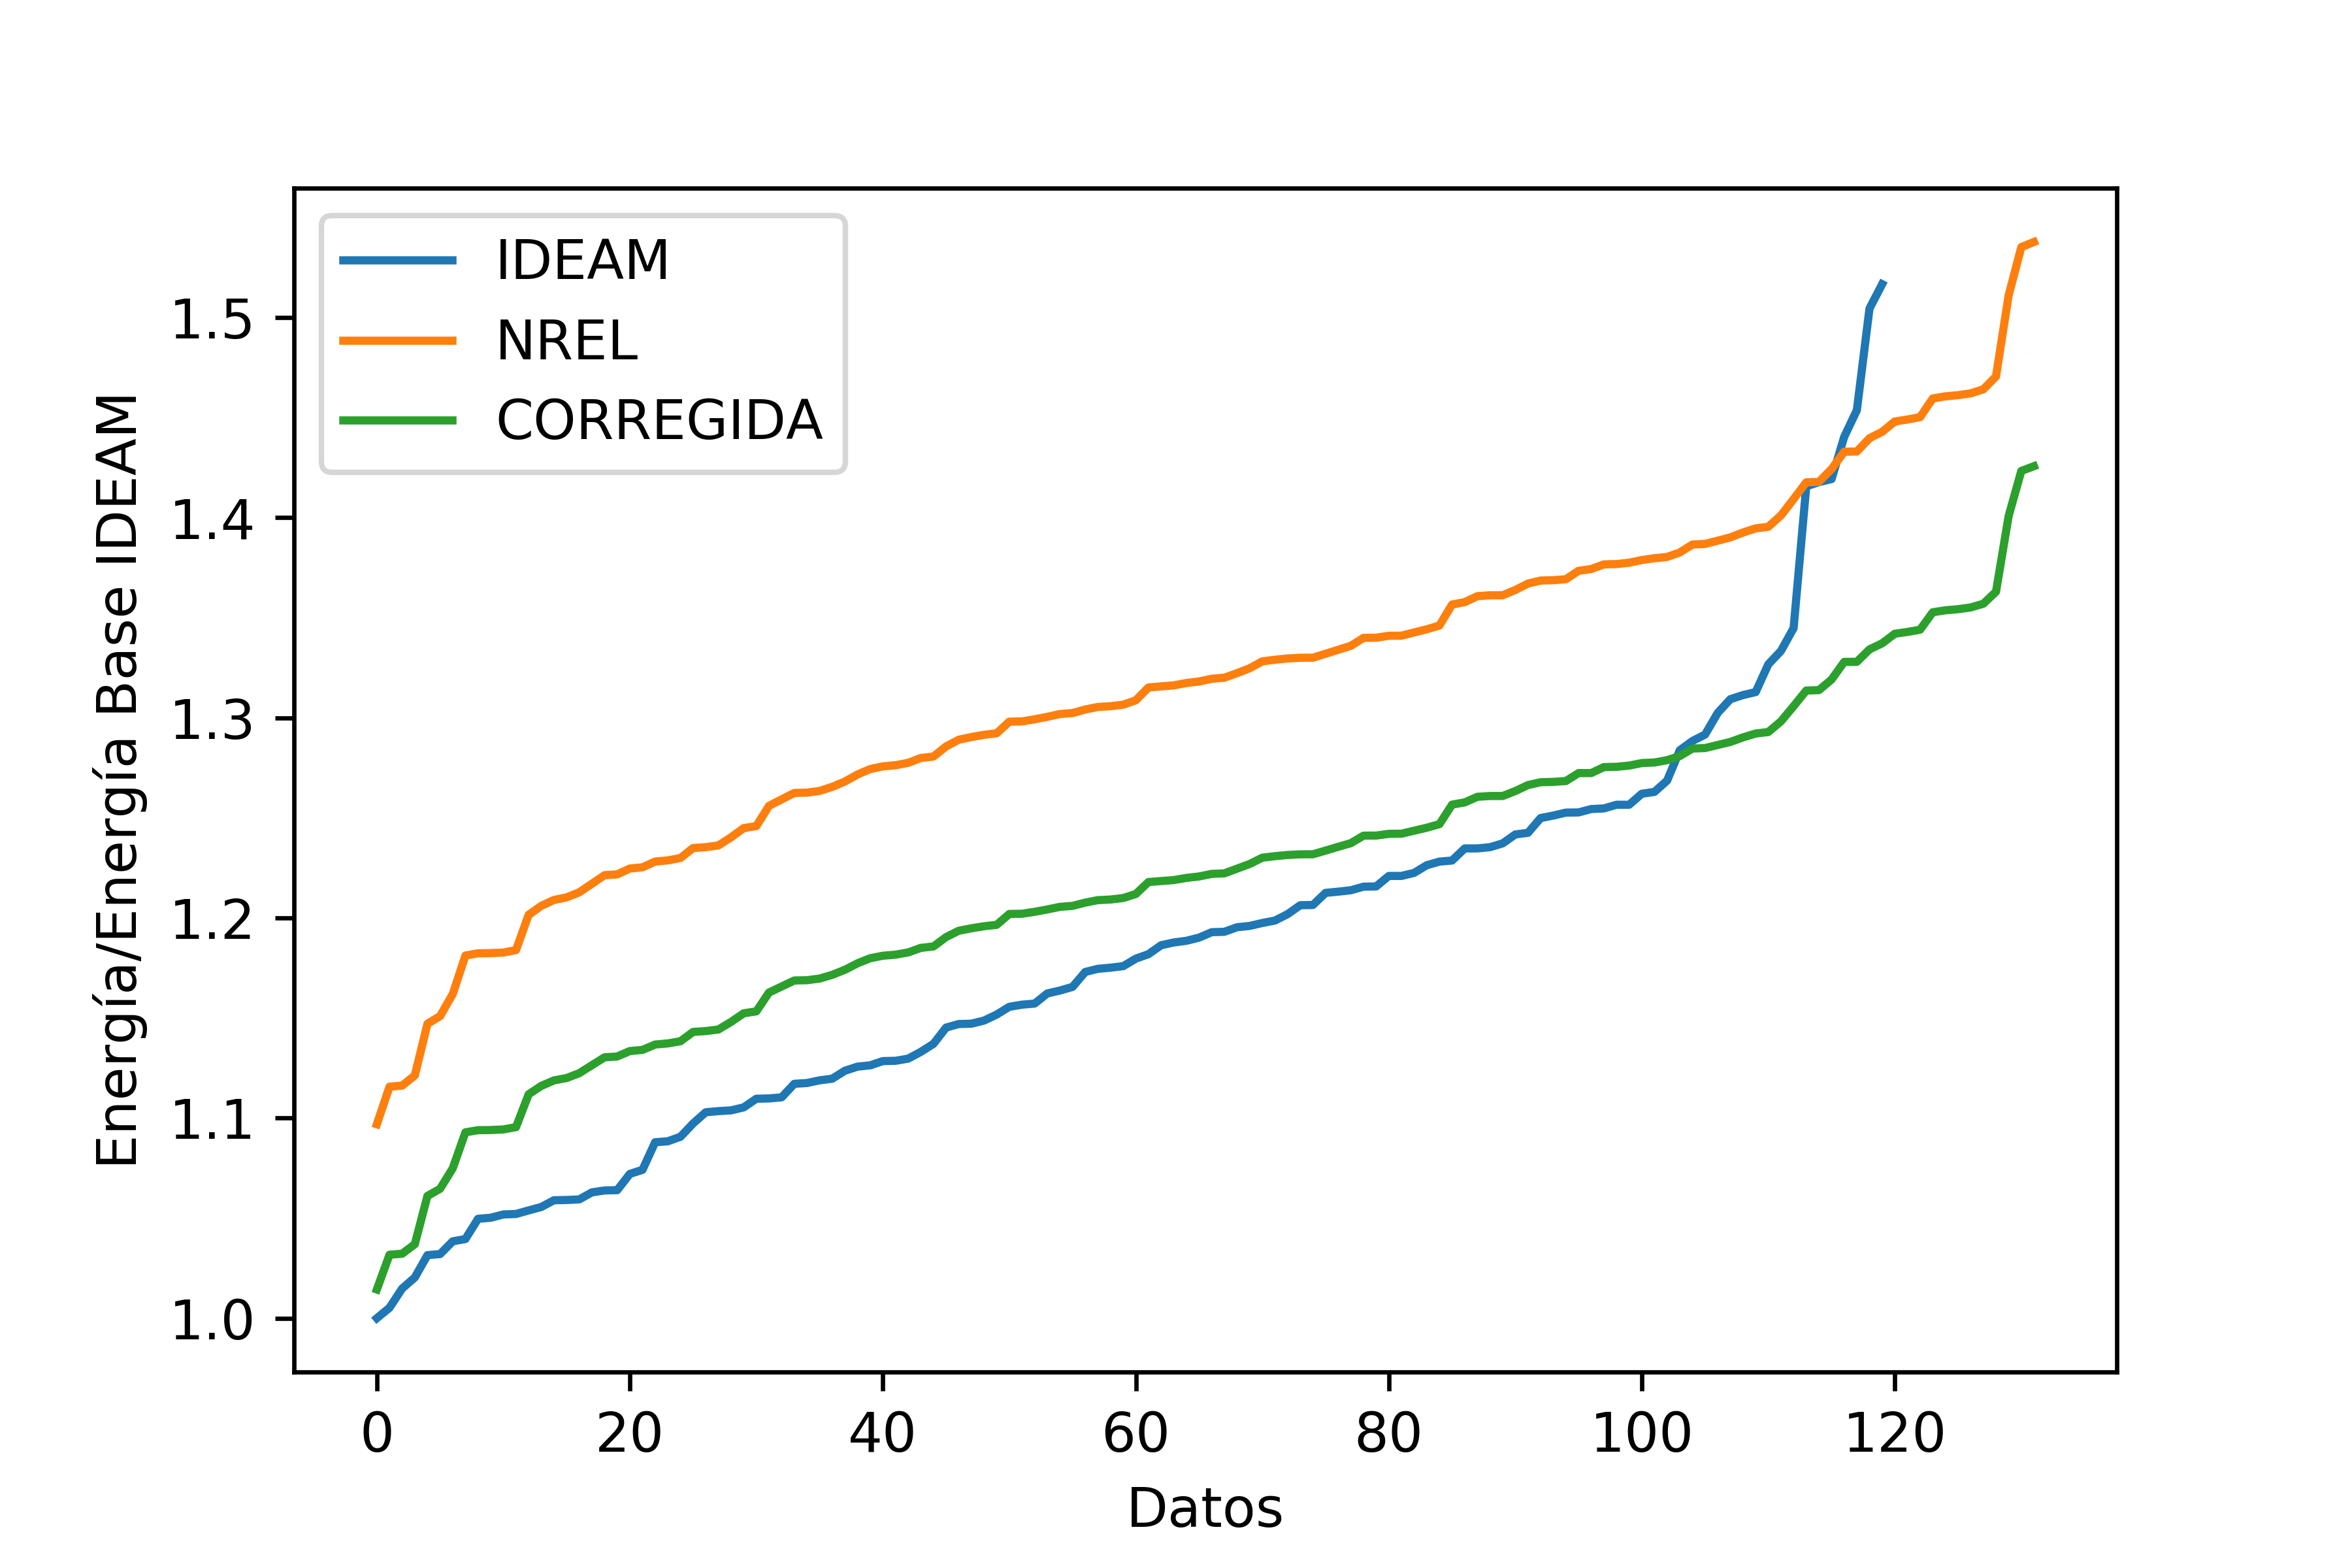 IDEAM
NREL
CORREGIDA
Energía/Energía Base IDEAM
1.5
1.4
1.3
1.2
1.1
1.0
0 20 40 60 80 100 120
Datos